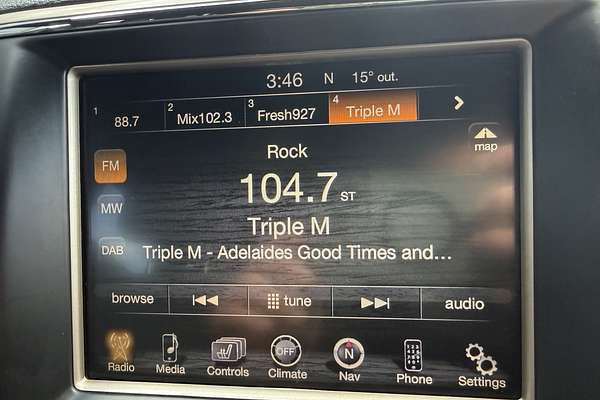 3:46 N 15° out.
1 88.7 2 Mix102.3 3 Fresh927 4 Triple M
map
FM
Rock
104.7 ST
MW
Triple M
DAB
Triple M - Adelaides Good Times and...
browse tune audio
OFF N
Radio Media Controls Climate Nav Phone Settings